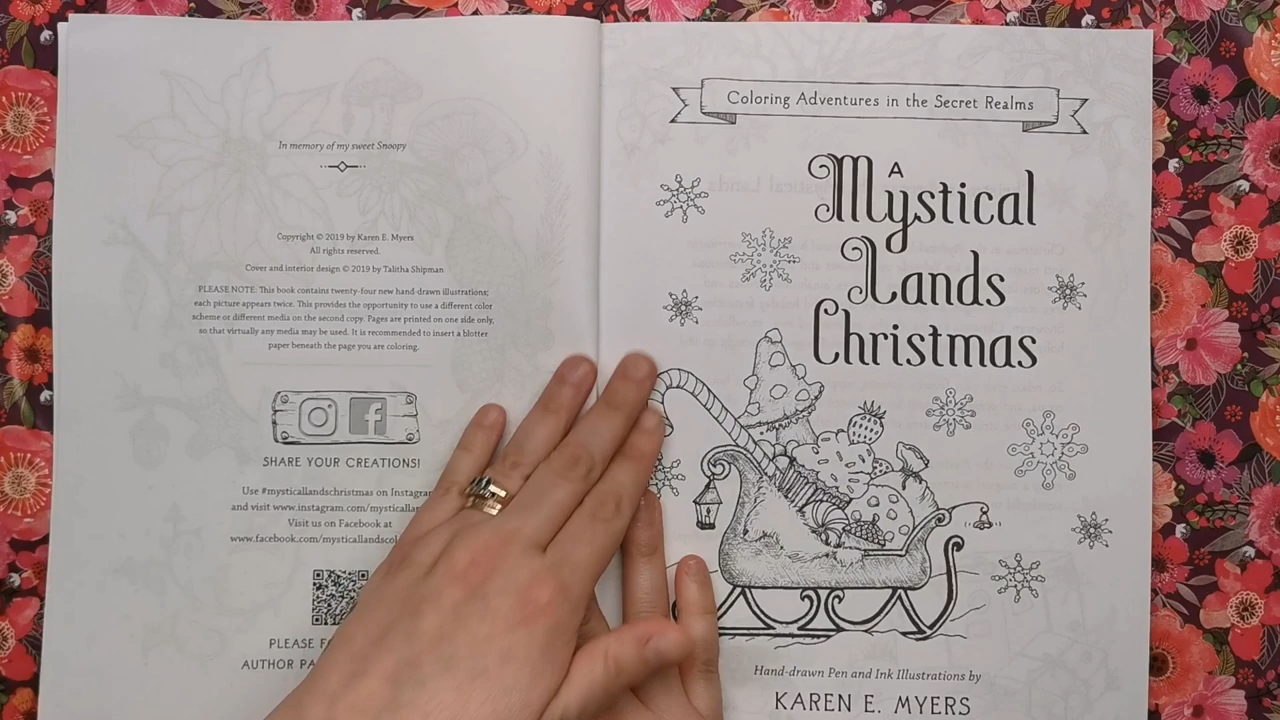 In memory of my sweet Snoopy
Copyright © 2019 by Karen E. Myers
All rights reserved.
Cover and interior design © 2019 by Talitha Shipman
PLEASE NOTE: This book contains twenty-four new hand-drawn illustrations;
each picture appears twice. This provides the opportunity to use a different color
scheme or different media on the second copy. Pages are printed on one side only,
so that virtually any media may be used. It is recommended to insert a blotter
paper beneath the page you are coloring.
SHARE YOUR CREATIONS!
Use #mysticallandschristmas on Instagram
and visit www.instagram.com/mysticallan
Visit us on Facebook at
www.facebook.com/mysticallandscol
PLEASE FO
AUTHOR PA
Coloring Adventures in the Secret Realms
A
Mystical
Lands
Christmas
Hand-drawn Pen and Ink Illustrations by
KAREN E. MYERS